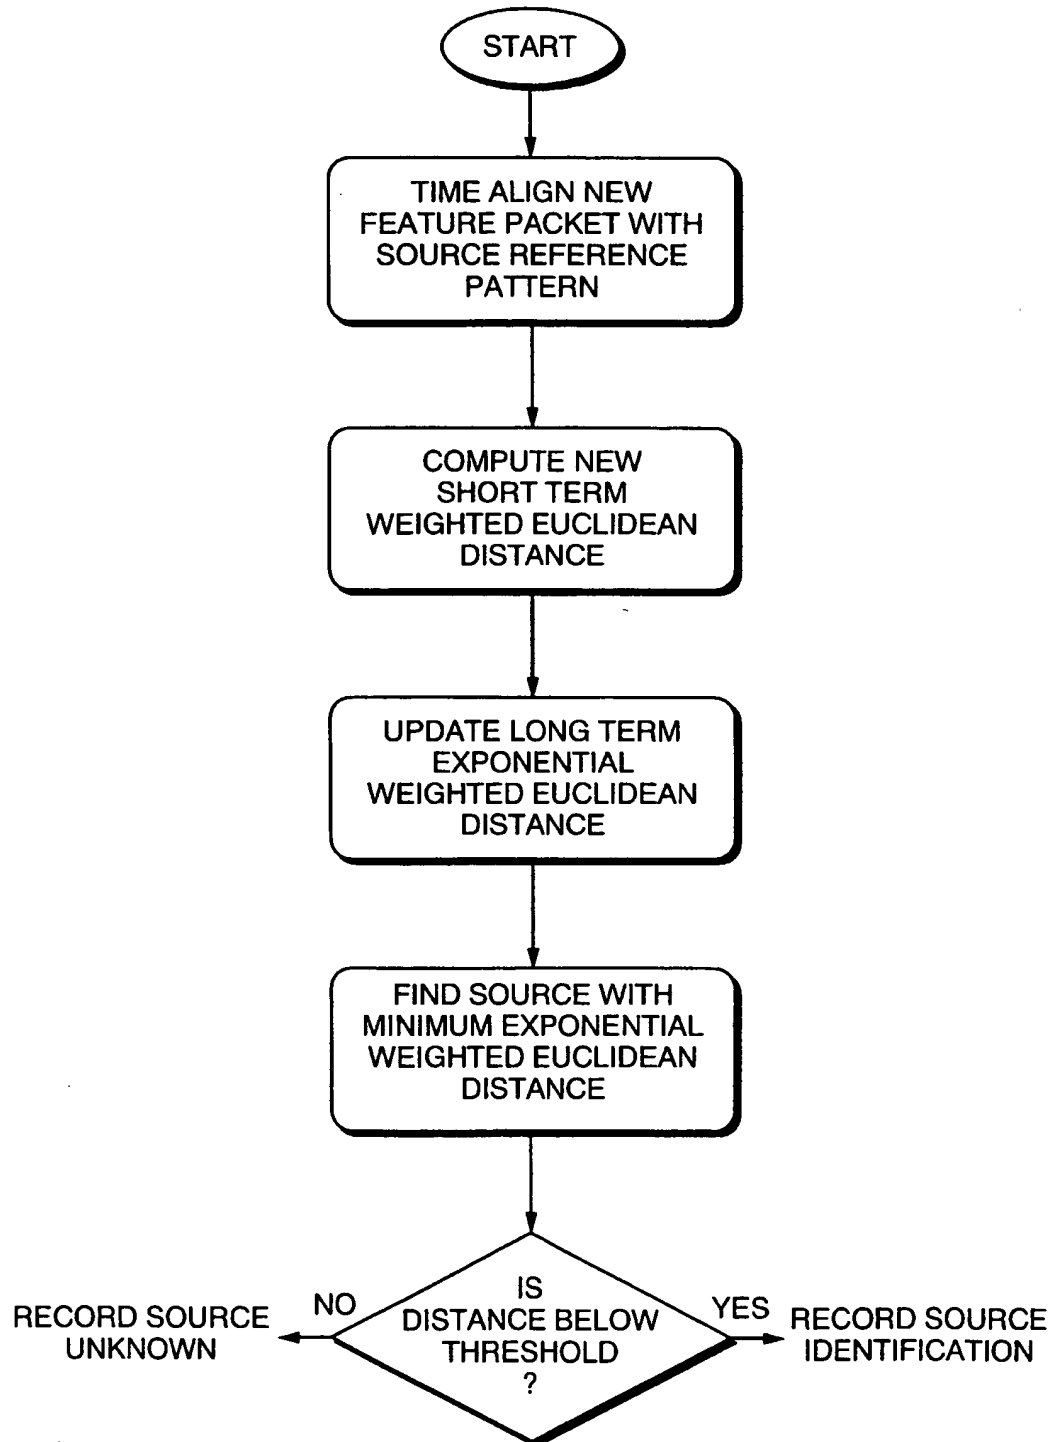 START
TIME ALIGN NEW
FEATURE PACKET WITH
SOURCE REFERENCE
PATTERN
COMPUTE NEW
SHORT TERM
WEIGHTED EUCLIDEAN
DISTANCE
UPDATE LONG TERM
EXPONENTIAL
WEIGHTED EUCLIDEAN
DISTANCE
FIND SOURCE WITH
MINIMUM EXPONENTIAL
WEIGHTED EUCLIDEAN
DISTANCE
IS
DISTANCE BELOW
THRESHOLD
?
NO
RECORD SOURCE
UNKNOWN
YES
RECORD SOURCE
IDENTIFICATION